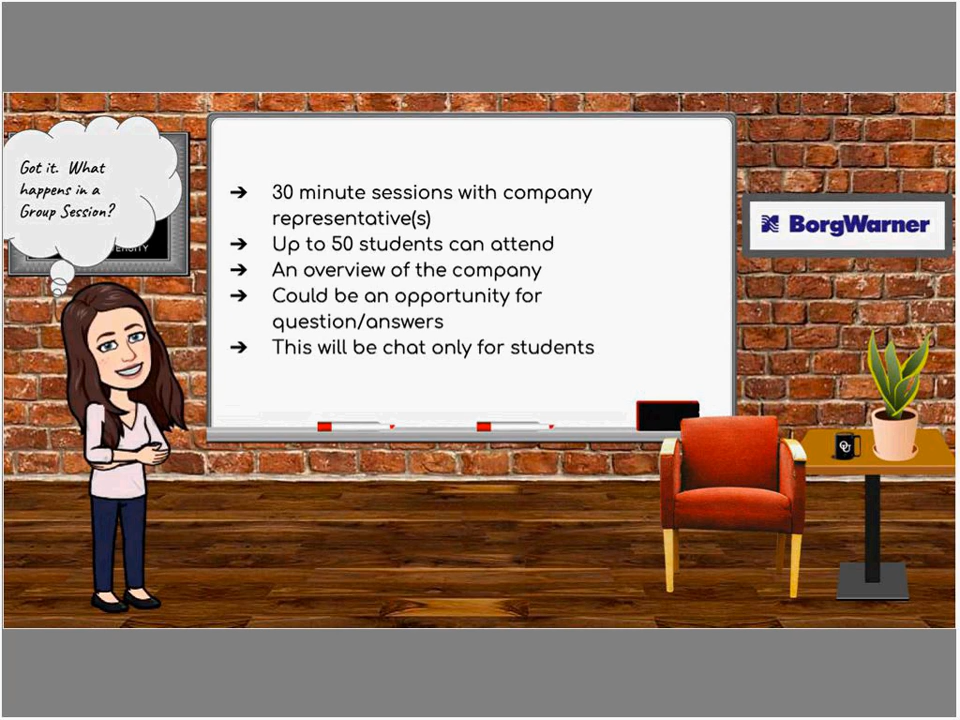 Got it. What
happens in a
Group Session?
➔ 30 minute sessions with company
representative(s)
➔ Up to 50 students can attend
➔ An overview of the company
➔ Could be an opportunity for
question/answers
➔ This will be chat only for students
BorgWarner
OU